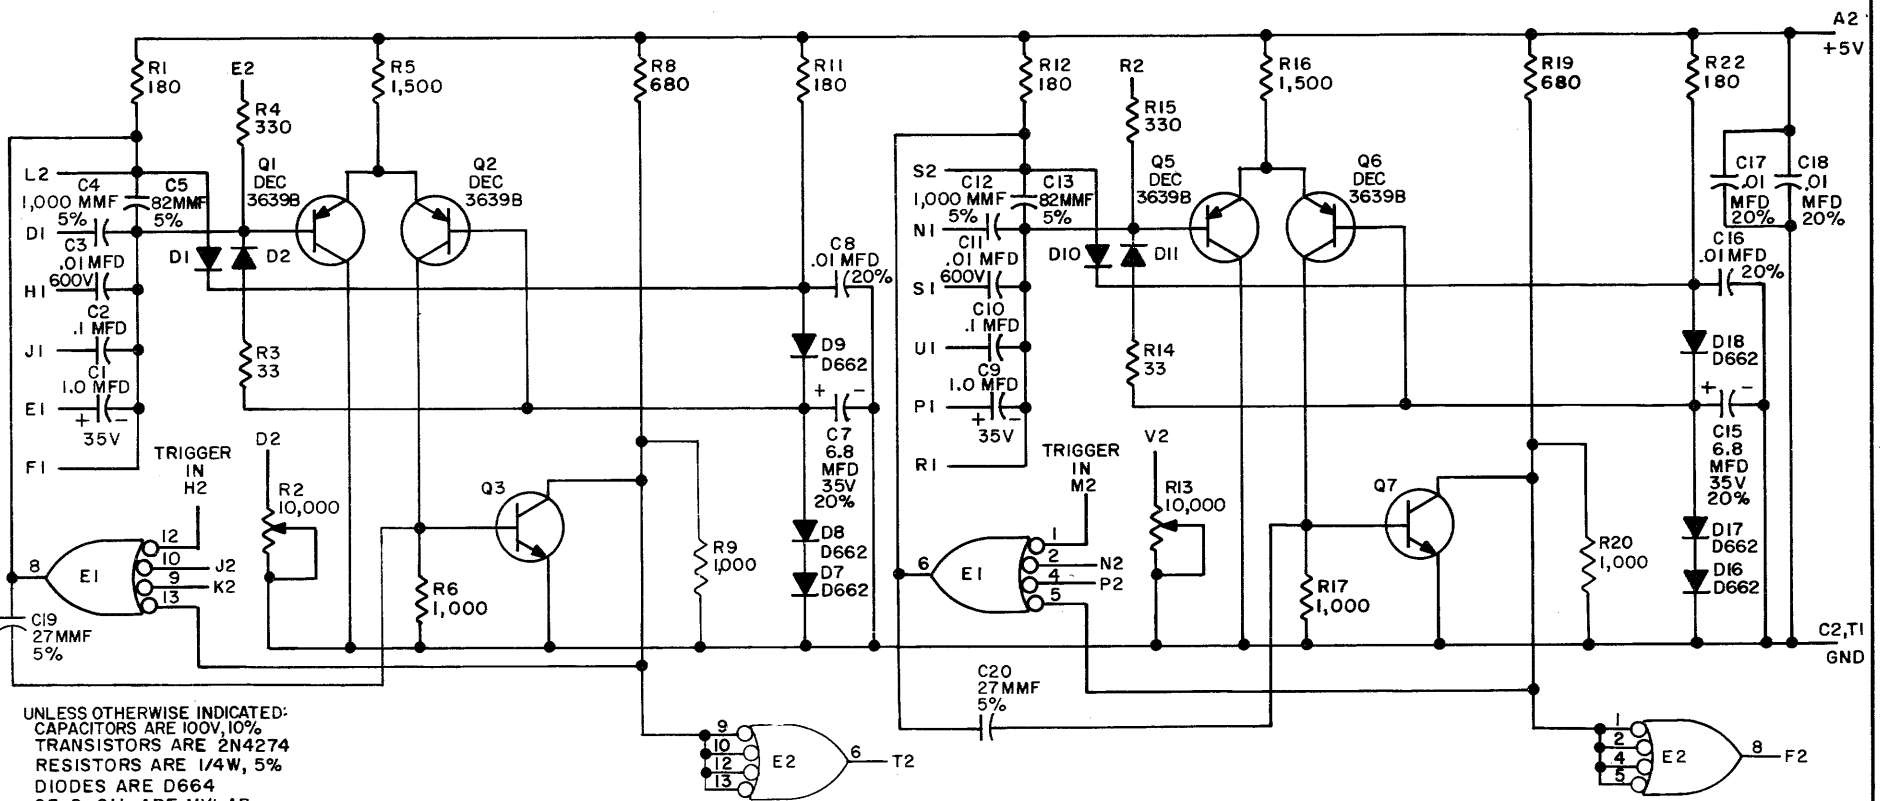 A2
+5V
R1
180
E2
R4
330
R5
1,500
R8
680
R11
180
R12
180
R2
R15
330
R16
1,500
R19
680
R22
180
L2
C4
1,000 MMF
5%
C5
82MMF
5%
Q1
DEC
3639B
Q2
DEC
3639B
D1
C3
.01 MFD
600V
D1
D2
C8
.01 MFD
20%
H1
C2
.1 MFD
J1
C1
1.0 MFD
E1
+ -
35V
F1
R3
33
D9
D662
+ -
C7
6.8
MFD
35V
20%
TRIGGER
IN
H2
D2
R2
10,000
Q3
R9
1,000
D8
D662
D7
D662
8
E1
12
10
9
13
J2
K2
R6
1,000
C19
27MMF
5%
S2
C12
1,000 MMF
5%
C13
82MMF
5%
Q5
DEC
3639B
Q6
DEC
3639B
C17
.01
MFD
20%
C18
.01
MFD
20%
N1
C11
.01 MFD
600V
D10
D11
C16
.01MFD
20%
S1
C10
.1 MFD
U1
C9
1.0 MFD
P1
+ -
35V
R1
R14
33
D18
D662
+ -
C15
6.8
MFD
35V
20%
TRIGGER
IN
M2
V2
R13
10,000
Q7
R20
1,000
D17
D662
D16
D662
6
E1
1
2
4
5
N2
P2
R17
1,000
C2,T1
GND
C20
27MMF
5%
UNLESS OTHERWISE INDICATED:
CAPACITORS ARE 100V, 10%
TRANSISTORS ARE 2N4274
RESISTORS ARE 1/4W, 5%
DIODES ARE D664
9
10
12
13
E2
6
T2
1
2
4
5
E2
8
F2